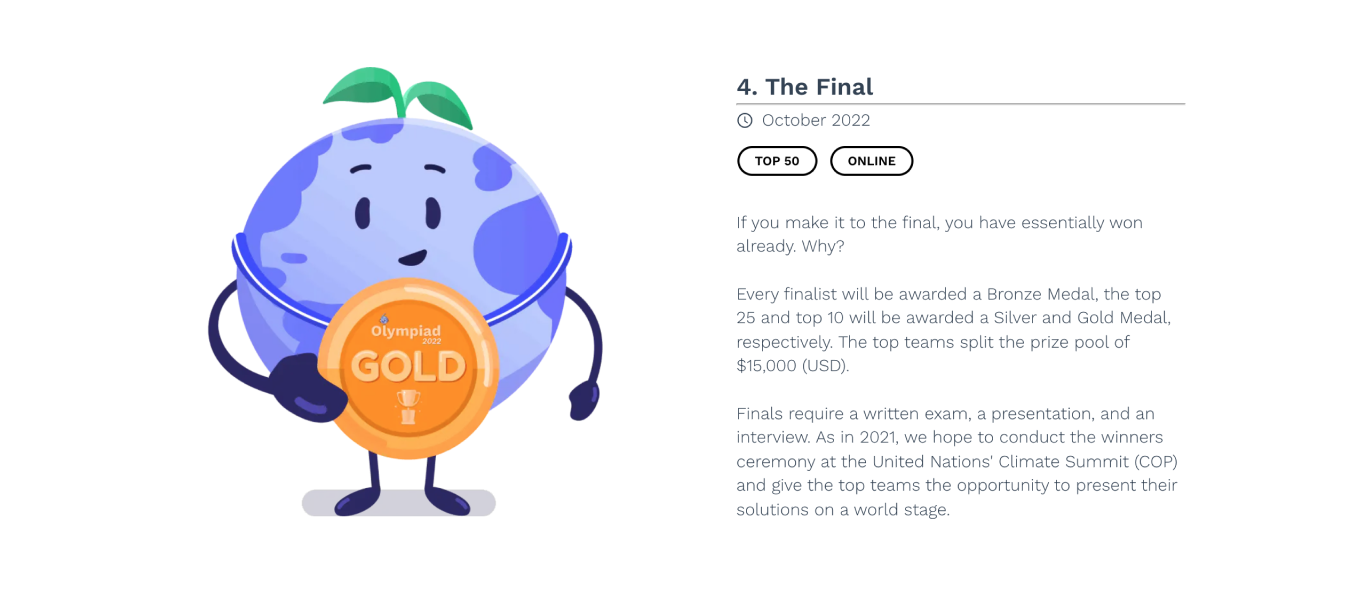 Olympiad
2022
GOLD
4. The Final
October 2022
TOP 50
ONLINE
If you make it to the final, you have essentially won
already. Why?
Every finalist will be awarded a Bronze Medal, the top
25 and top 10 will be awarded a Silver and Gold Medal,
respectively. The top teams split the prize pool of
$15,000 (USD).
Finals require a written exam, a presentation, and an
interview. As in 2021, we hope to conduct the winners
ceremony at the United Nations' Climate Summit (COP)
and give the top teams the opportunity to present their
solutions on a world stage.